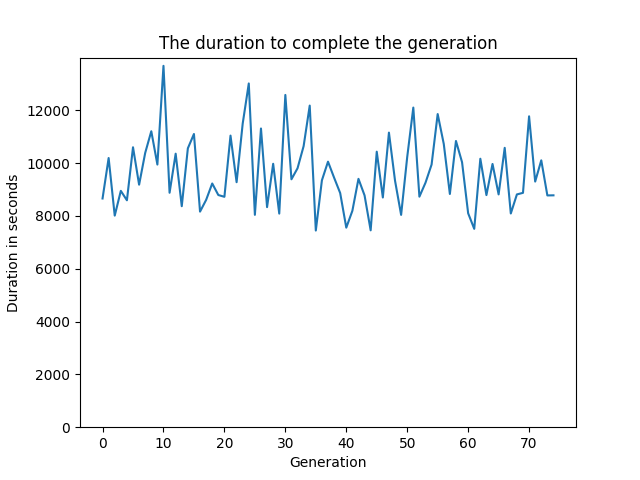 The duration to complete the generation
Duration in seconds
12000
10000
8000
6000
4000
2000
0
0 10 20 30 40 50 60 70
Generation